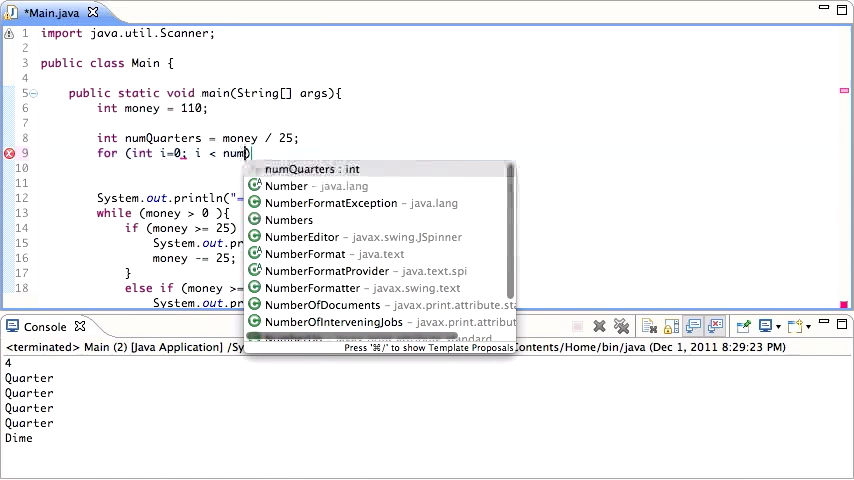 *Main.java
1 import java.util.Scanner;
2
3 public class Main {
4
5 public static void main(String[] args){
6 int money = 110;
7
8 int numQuarters = money / 25;
9 for (int i=0; i < num)
10
11
12 System.out.println("=
13 while (money > 0 ){
14 if (money >= 25)
15 System.out.pr
16 money -= 25;
17 }
18 else if (money >=
System.out.pr
numQuarters : int
Number – java.lang
NumberFormatException – java.lang
Numbers
NumberEditor – javax.swing.JSpinner
NumberFormat – java.text
NumberFormatProvider – java.text.spi
NumberFormatter – javax.swing.text
NumberOfDocuments – javax.print.attribute.sta
NumberOfInterveningJobs – javax.print.attribut
Press '⌘/' to show Template Proposals
Console
<terminated> Main (2) [Java Application] /Sy ontents/Home/bin/java (Dec 1, 2011 8:29:23 PM)
4
Quarter
Quarter
Quarter
Quarter
Dime